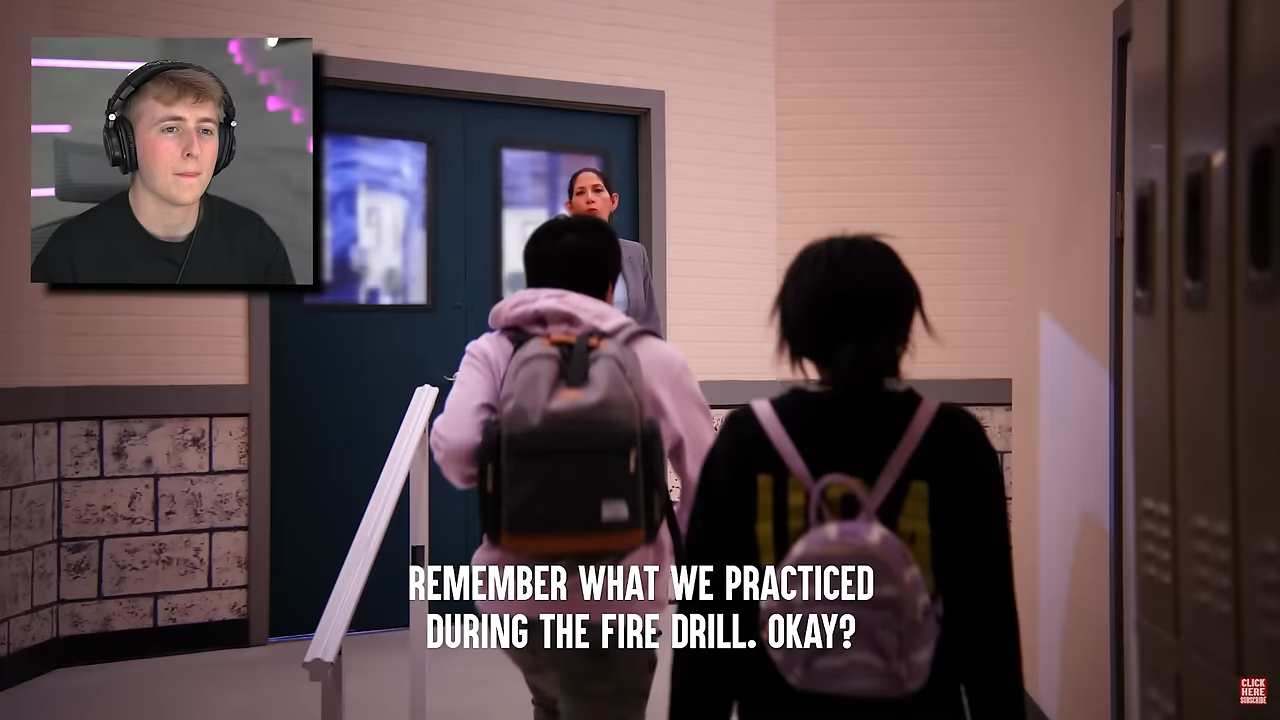 REMEMBER WHAT WE PRACTICED
DURING THE FIRE DRILL. OKAY?
CLICK
HERE
SUBSCRIBE